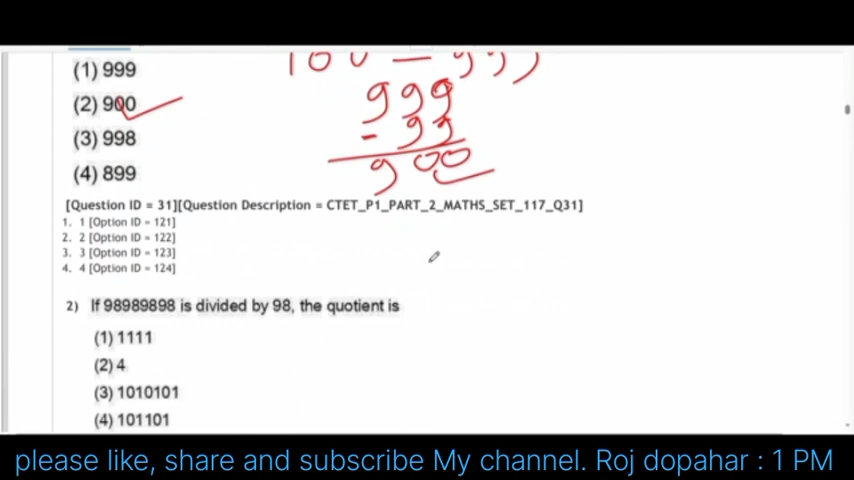 100 - 999
(1) 999
999
(2) 900
- 99
(3) 998
900
(4) 899
[Question ID = 31][Question Description = CTET_P1_PART_2_MATHS_SET_117_Q31]
1. 1 [Option ID = 121]
2. 2 [Option ID = 122]
3. 3 [Option ID = 123]
4. 4 [Option ID = 124]
2) If 98989898 is divided by 98, the quotient is
(1) 1111
(2) 4
(3) 1010101
(4) 101101
please like, share and subscribe My channel. Roj dopahar : 1 PM